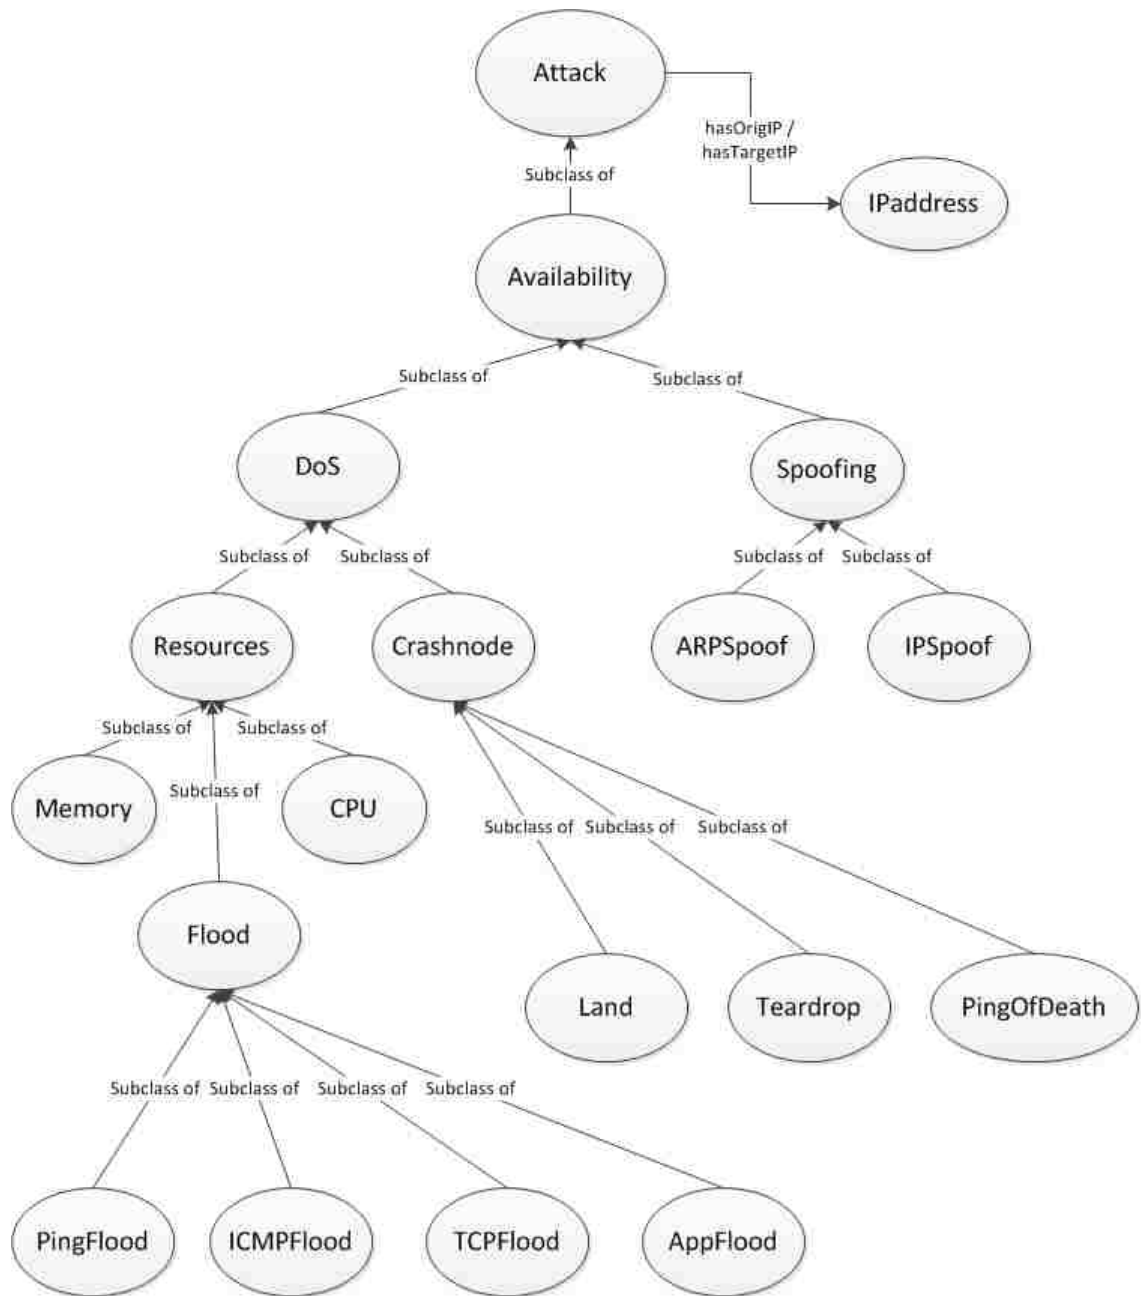 Attack
hasOrigIP /
hasTargetIP
Subclass of
IPaddress
Availability
Subclass of
Subclass of
DoS
Spoofing
Subclass of
Subclass of
Subclass of
Subclass of
Resources
Crashnode
ARPSpoof
IPSpoof
Subclass of
Subclass of
Subclass of
Memory
CPU
Subclass of
Subclass of
Subclass of
Flood
Land
Teardrop
PingOfDeath
Subclass of
Subclass of
Subclass of
Subclass of
PingFlood
ICMPFlood
TCPFlood
AppFlood